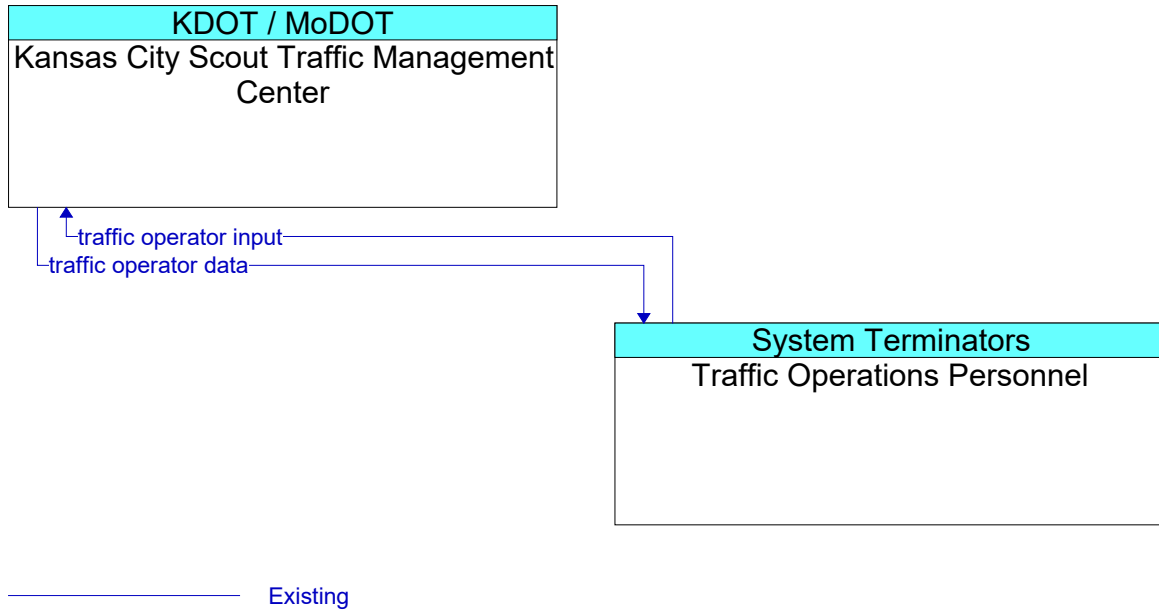 KDOT / MoDOT
Kansas City Scout Traffic Management
Center
traffic operator input
traffic operator data
System Terminators
Traffic Operations Personnel
Existing